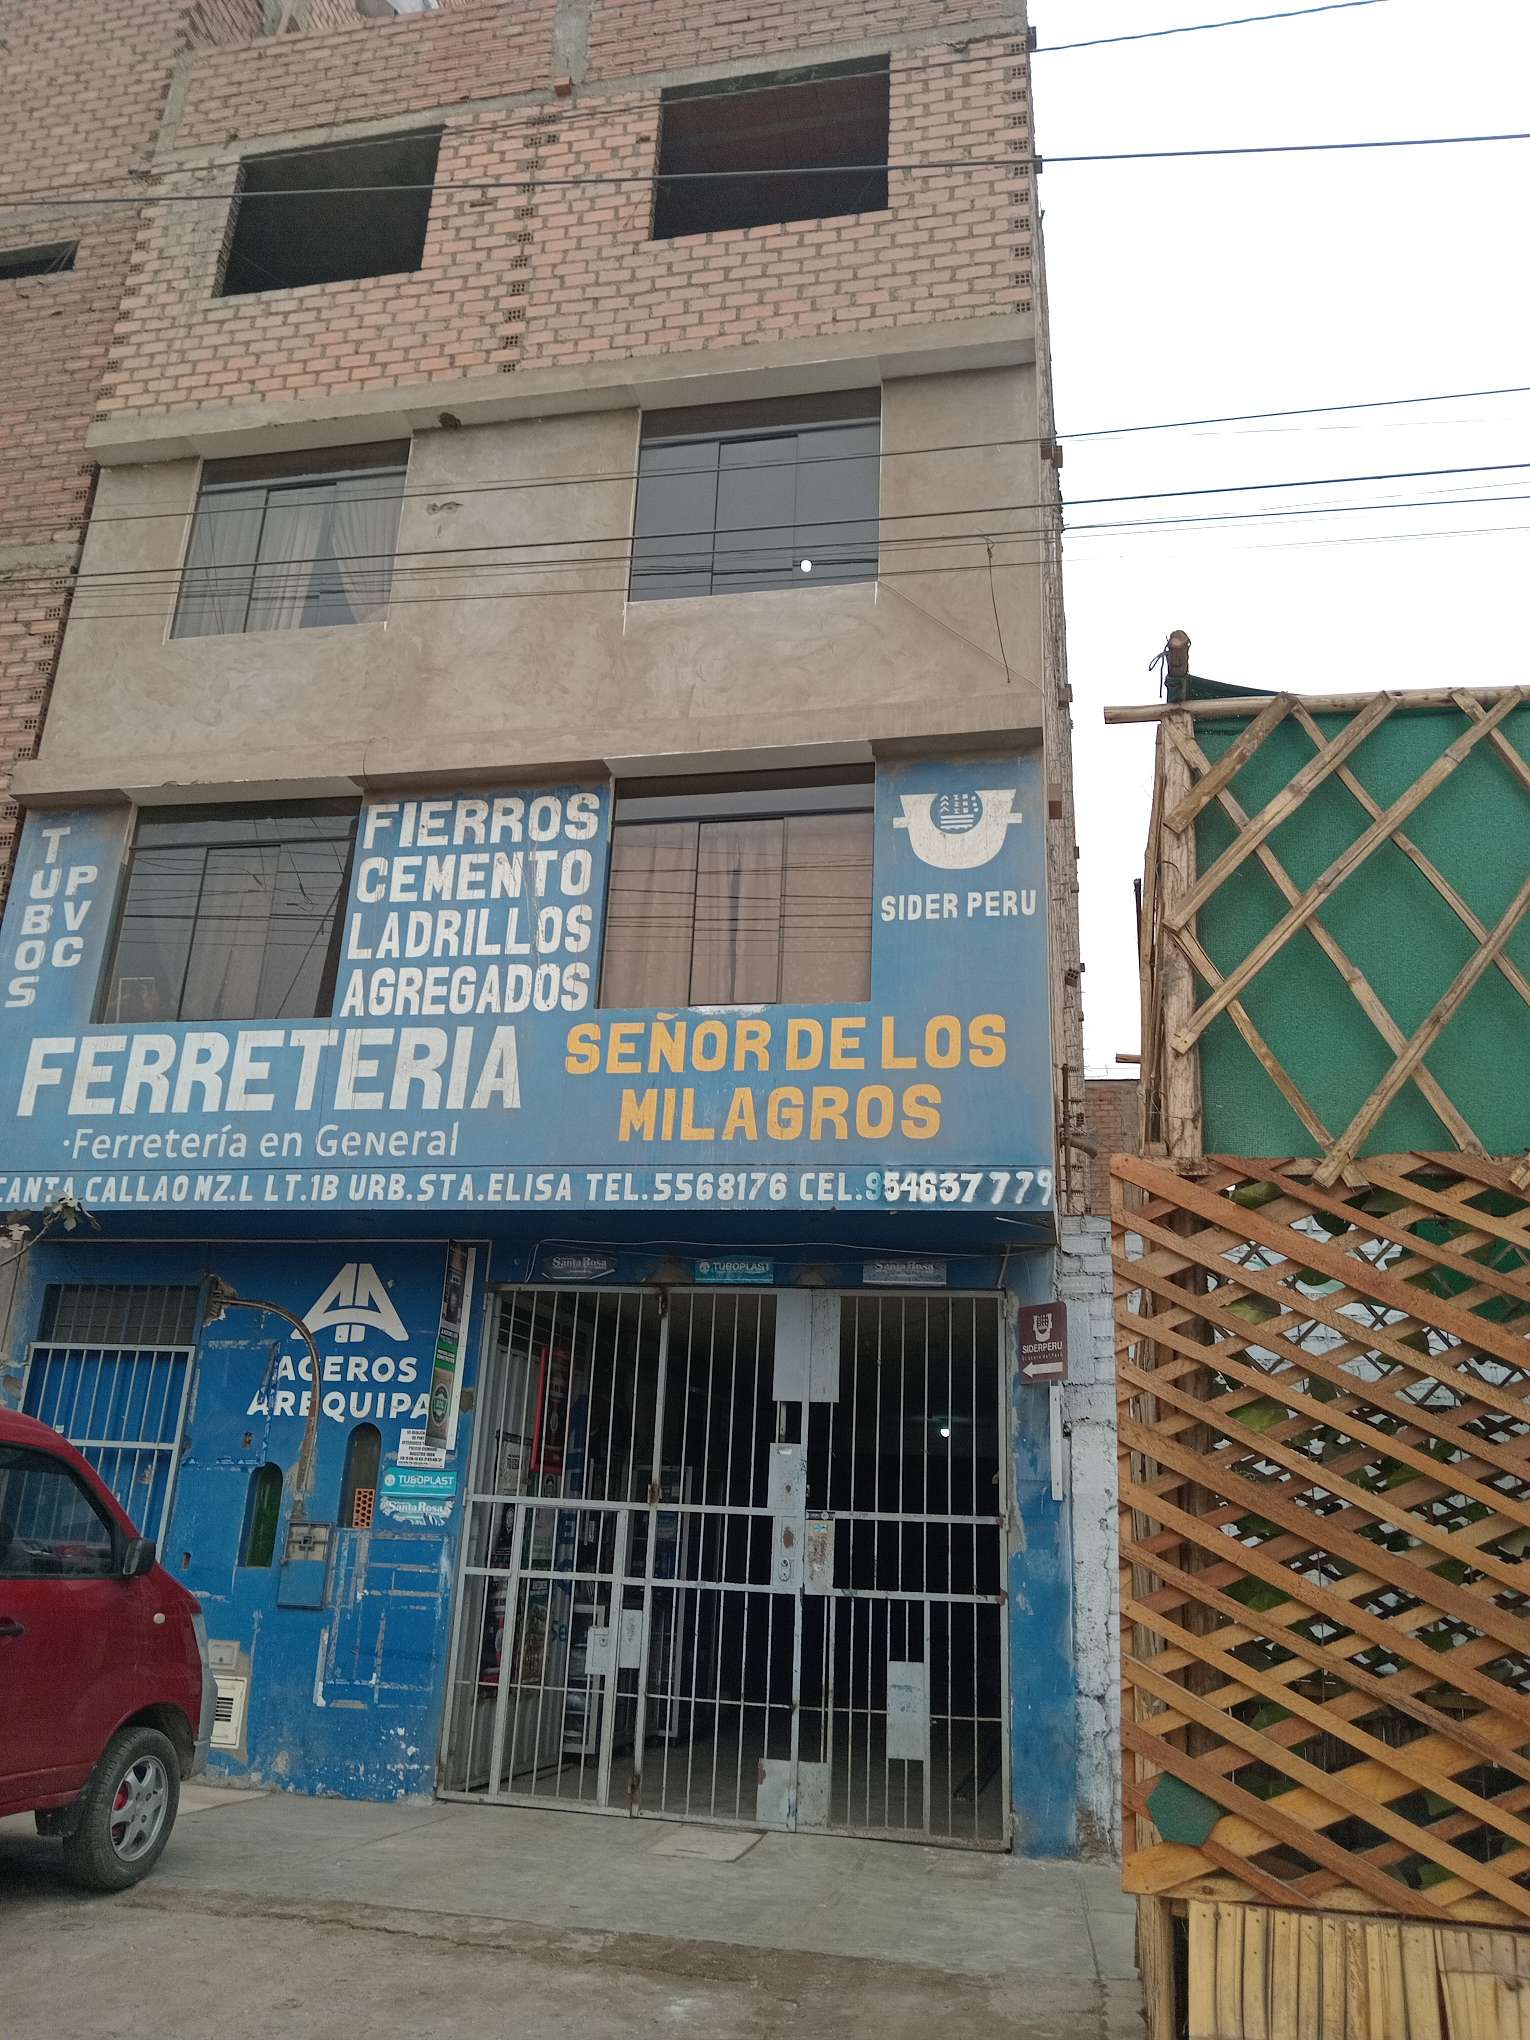 TUBOS
PVC
FIERROS
CEMENTO
LADRILLOS
AGREGADOS
SIDER PERU
FERRETERIA
SEÑOR DE LOS
MILAGROS
·Ferretería en General
CANTA CALLAO MZ.L LT.1B URB.STA.ELISA TEL.5568176 CEL.954637779
Santa Rosa
TUBOPLAST
Santa Rosa
ACEROS
AREQUIPA
SIDERPERU
TUBOPLAST
Santa Rosa